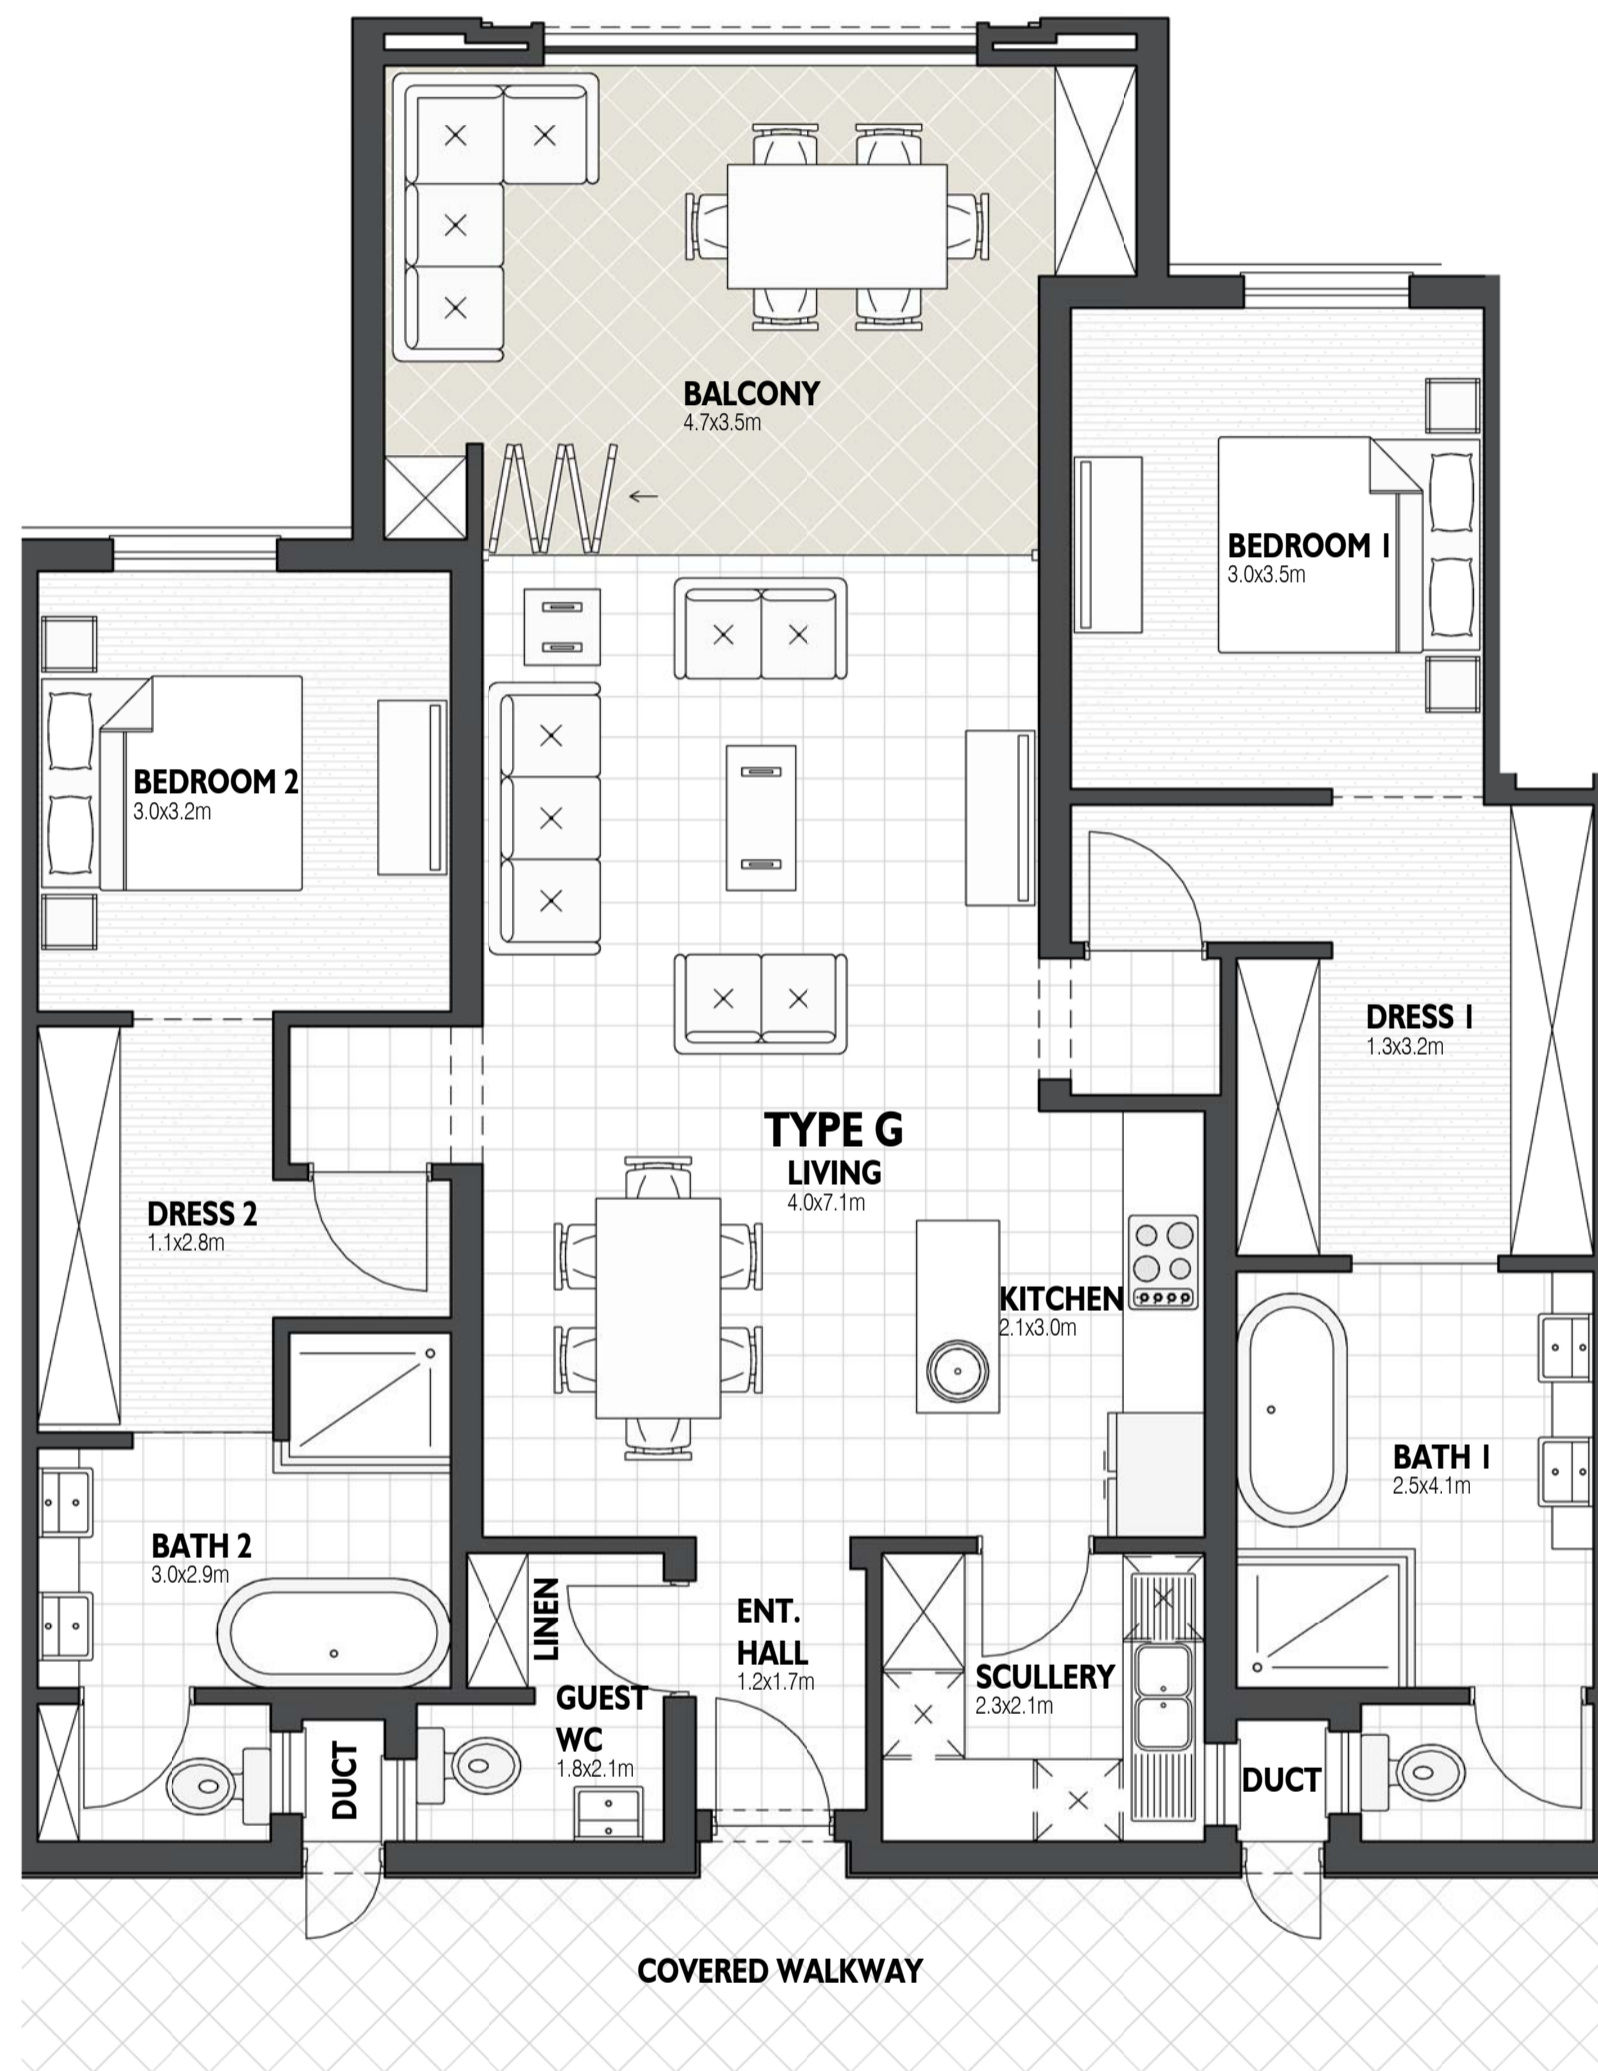 BALCONY
4.7x3.5m
BEDROOM 1
3.0x3.5m
BEDROOM 2
3.0x3.2m
DRESS 1
1.3x3.2m
TYPE G
LIVING
4.0x7.1m
DRESS 2
1.1x2.8m
KITCHEN
2.1x3.0m
BATH 1
2.5x4.1m
BATH 2
3.0x2.9m
LINEN
ENT.
HALL
1.2x1.7m
SCULLERY
2.3x2.1m
GUEST
WC
1.8x2.1m
DUCT
DUCT
COVERED WALKWAY